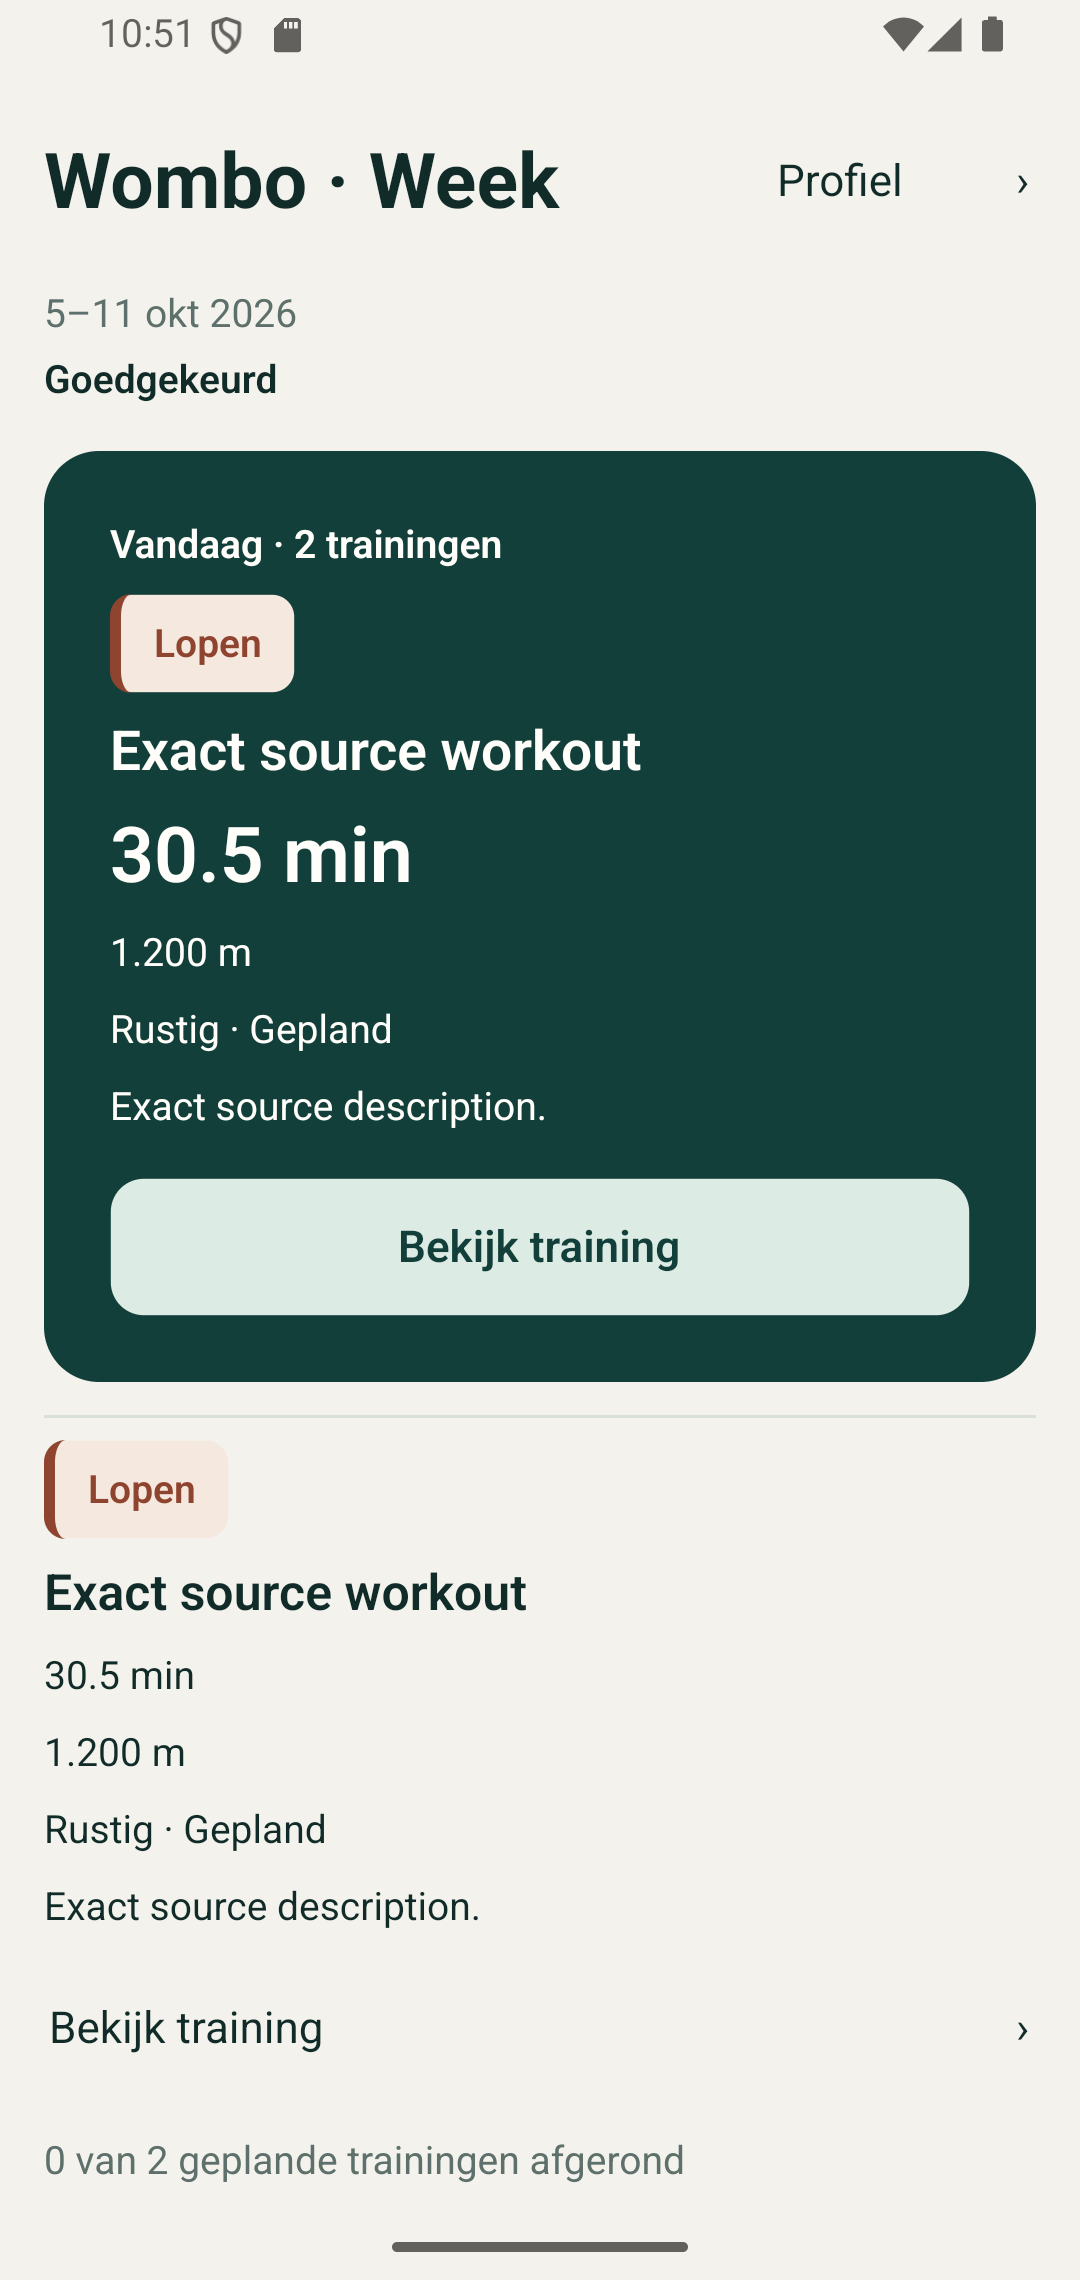 10:51
Wombo · Week
Profiel ›
5–11 okt 2026
Goedgekeurd
Vandaag · 2 trainingen
Lopen
Exact source workout
30.5 min
1.200 m
Rustig · Gepland
Exact source description.
Bekijk training
Lopen
Exact source workout
30.5 min
1.200 m
Rustig · Gepland
Exact source description.
Bekijk training ›
0 van 2 geplande trainingen afgerond